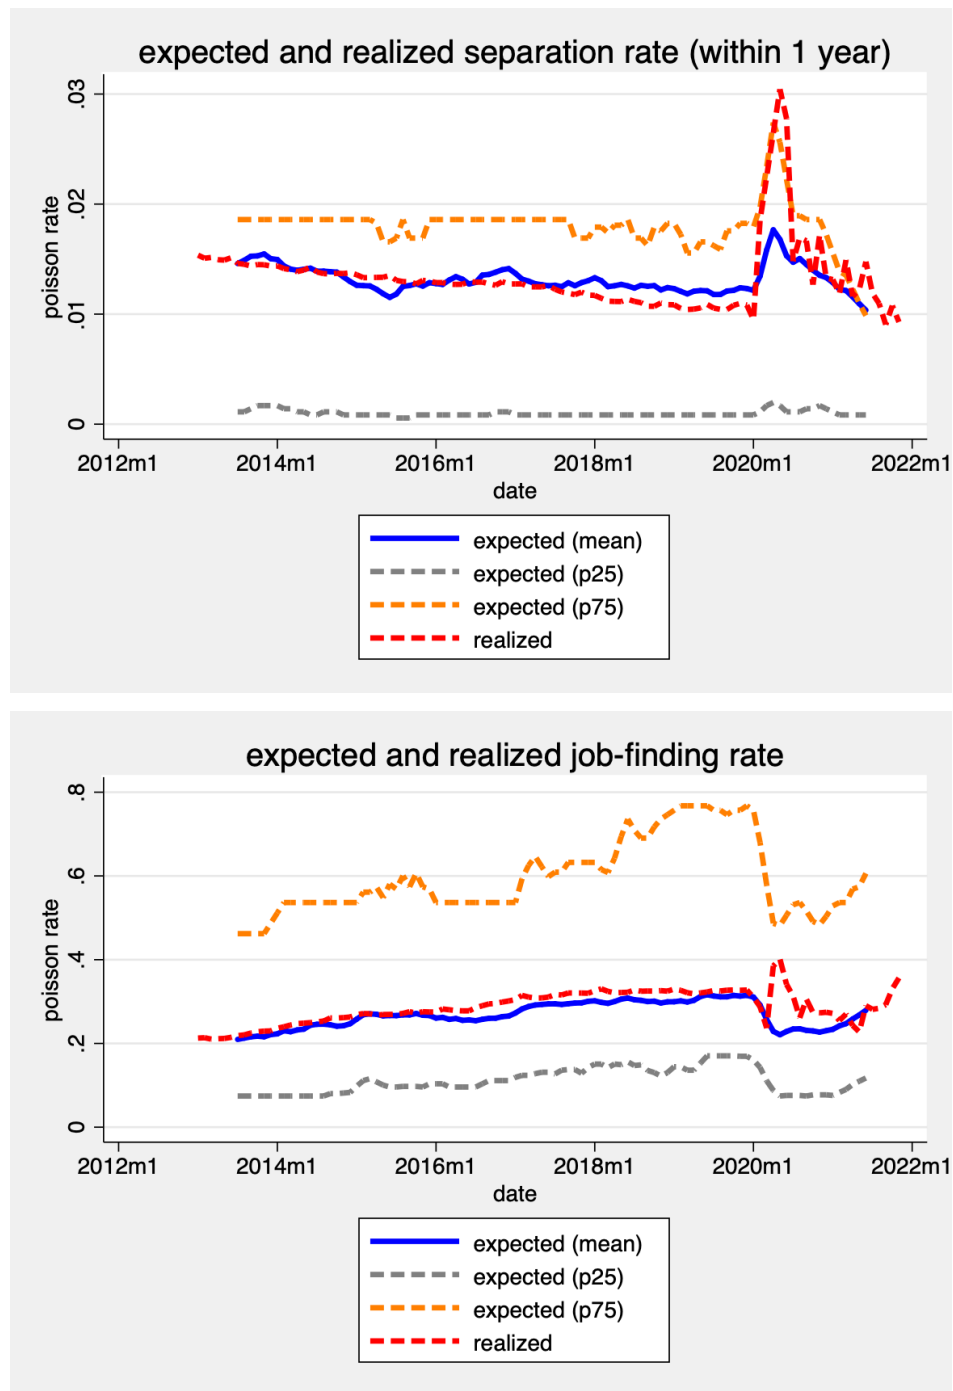 expected and realized separation rate (within 1 year)
poisson rate
.03
.02
.01
0
2012m1 2014m1 2016m1 2018m1 2020m1 2022m1
date
expected (mean)
expected (p25)
expected (p75)
realized
expected and realized job-finding rate
poisson rate
.8
.6
.4
.2
0
2012m1 2014m1 2016m1 2018m1 2020m1 2022m1
date
expected (mean)
expected (p25)
expected (p75)
realized